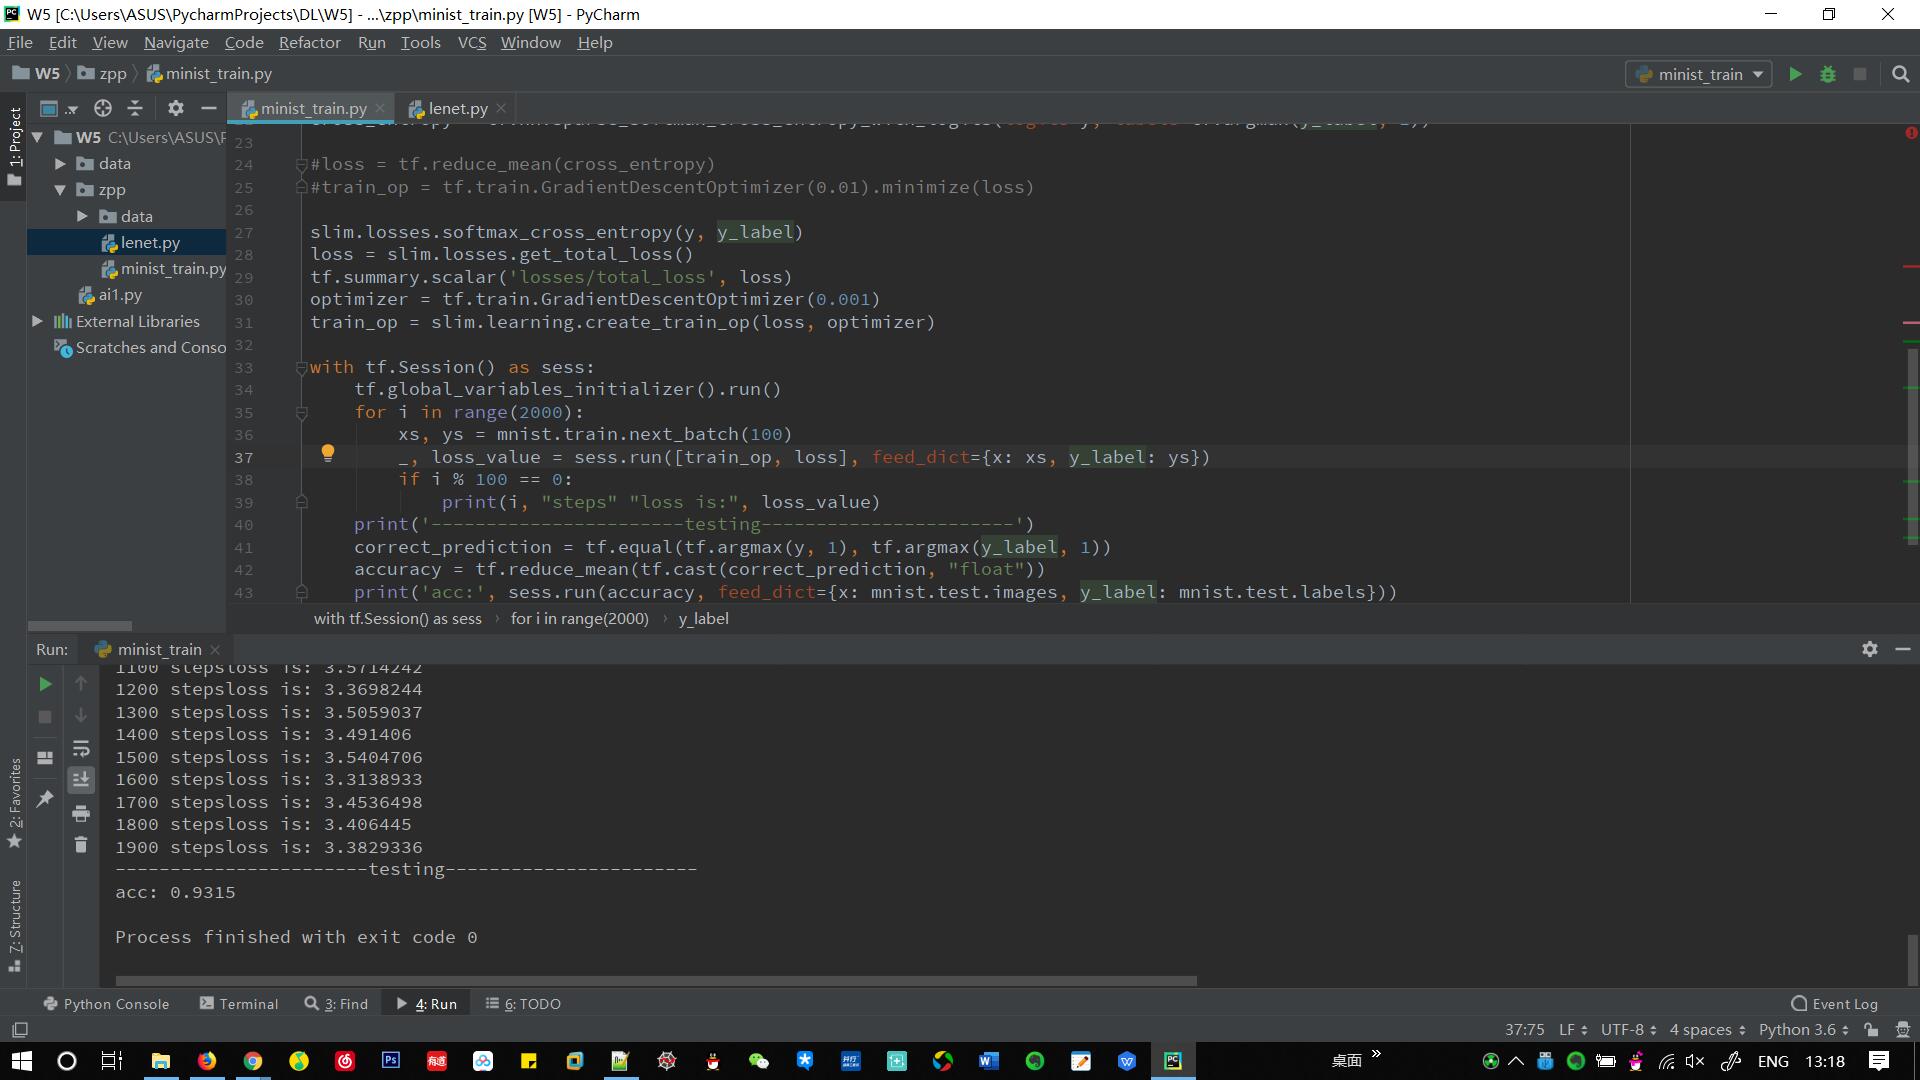 W5 [C:\Users\ASUS\PycharmProjects\DL\W5] - ...\zpp\minist_train.py [W5] - PyCharm
File Edit View Navigate Code Refactor Run Tools VCS Window Help
W5 zpp minist_train.py
minist_train
minist_train.py lenet.py
1: Project
W5 C:\Users\ASUS\P
data
zpp
data
lenet.py
minist_train.py
ai1.py
External Libraries
Scratches and Conso
23
24 #loss = tf.reduce_mean(cross_entropy)
25 #train_op = tf.train.GradientDescentOptimizer(0.01).minimize(loss)
26
27 slim.losses.softmax_cross_entropy(y, y_label)
28 loss = slim.losses.get_total_loss()
29 tf.summary.scalar('losses/total_loss', loss)
30 optimizer = tf.train.GradientDescentOptimizer(0.001)
31 train_op = slim.learning.create_train_op(loss, optimizer)
32
33 with tf.Session() as sess:
34 tf.global_variables_initializer().run()
35 for i in range(2000):
36 xs, ys = mnist.train.next_batch(100)
37 _, loss_value = sess.run([train_op, loss], feed_dict={x: xs, y_label: ys})
38 if i % 100 == 0:
39 print(i, "steps" "loss is:", loss_value)
40 print('-----------------------testing-----------------------')
41 correct_prediction = tf.equal(tf.argmax(y, 1), tf.argmax(y_label, 1))
42 accuracy = tf.reduce_mean(tf.cast(correct_prediction, "float"))
43 print('acc:', sess.run(accuracy, feed_dict={x: mnist.test.images, y_label: mnist.test.labels}))
with tf.Session() as sess › for i in range(2000) › y_label
Run: minist_train
1100 stepsloss is: 3.5714242
1200 stepsloss is: 3.3698244
1300 stepsloss is: 3.5059037
1400 stepsloss is: 3.491406
1500 stepsloss is: 3.5404706
1600 stepsloss is: 3.3138933
1700 stepsloss is: 3.4536498
1800 stepsloss is: 3.406445
1900 stepsloss is: 3.3829336
-----------------------testing-----------------------
acc: 0.9315
Process finished with exit code 0
2: Favorites
7: Structure
Python Console Terminal 3: Find 4: Run 6: TODO Event Log
37:75 LF UTF-8 4 spaces Python 3.6
桌面 » ENG 13:18